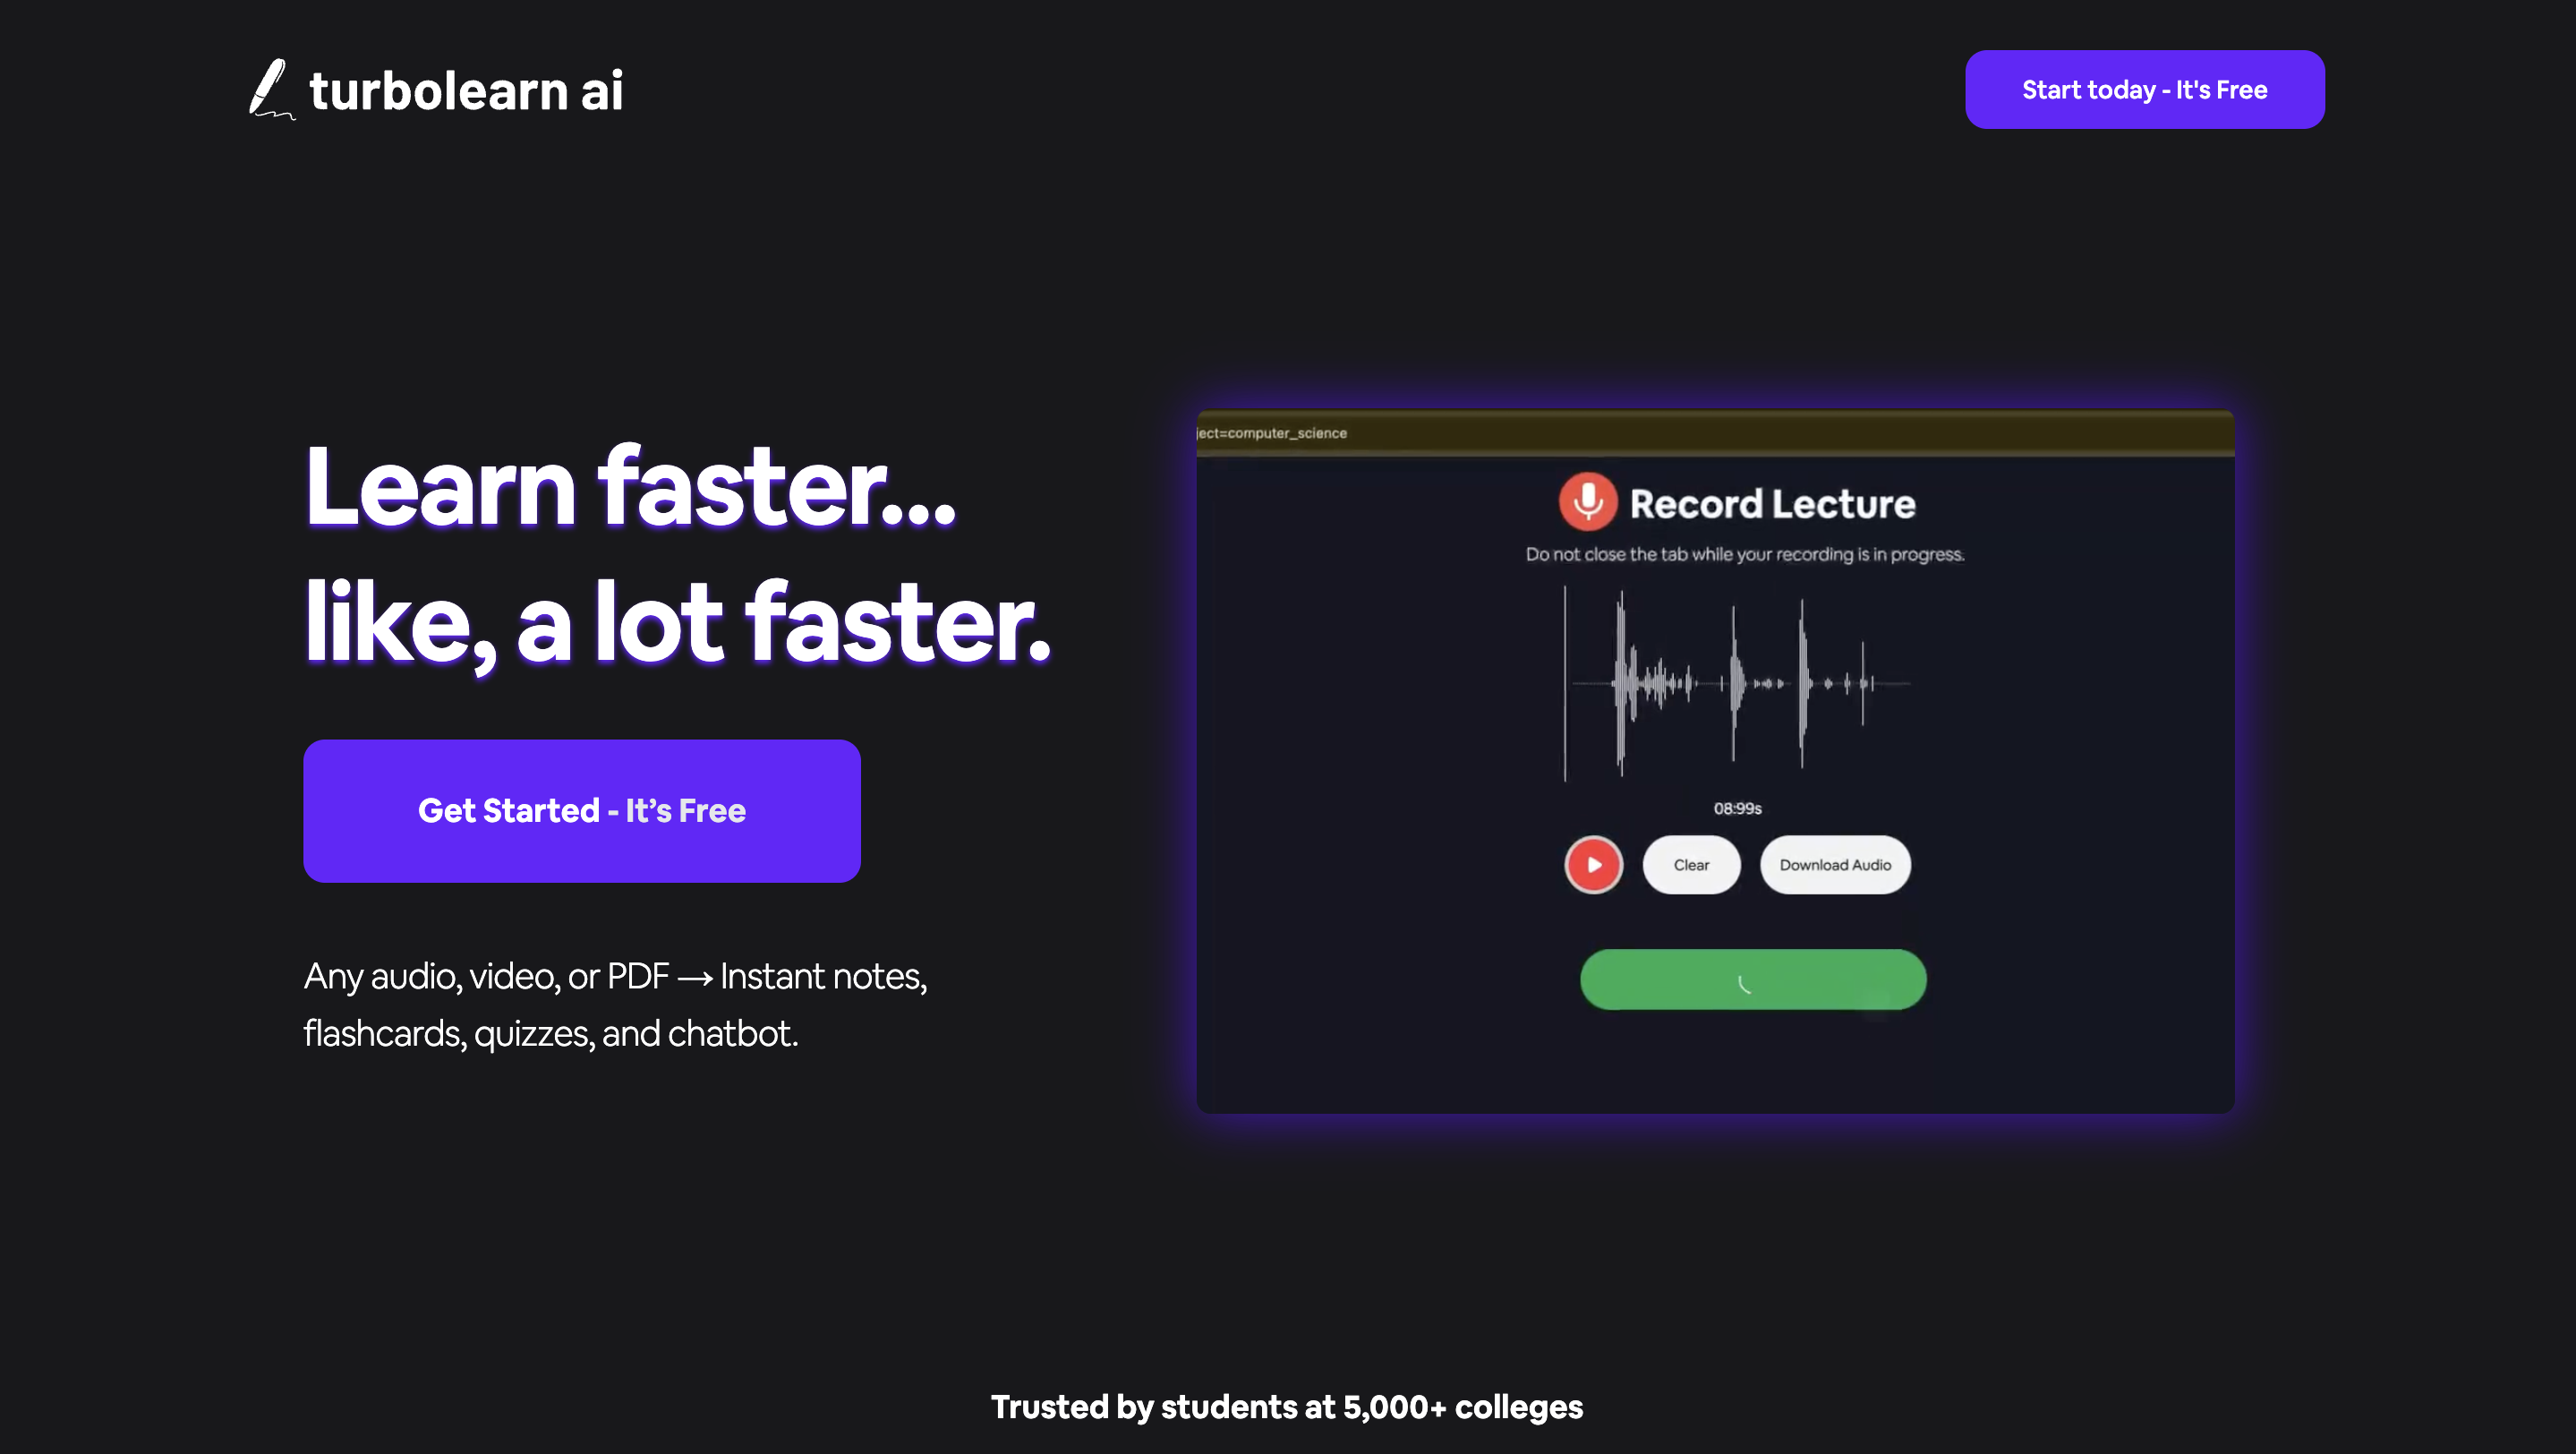 turbolearn ai
Start today - It's Free
Learn faster...
like, a lot faster.
Get Started - It’s Free
Any audio, video, or PDF → Instant notes,
flashcards, quizzes, and chatbot.
ject=computer_science
Record Lecture
Do not close the tab while your recording is in progress.
08:99s
Clear
Download Audio
Trusted by students at 5,000+ colleges